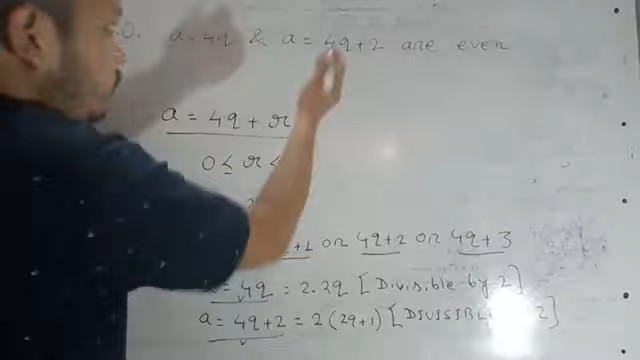 0. a = 4q & a = 4q+2 are even
a = 4q + r
0 ≤ r <
+1 or 4q+2 or 4q+3
= 4q = 2.2q [Divisible by 2]
a = 4q+2 = 2(2q+1) [DIVISIBLE 2]